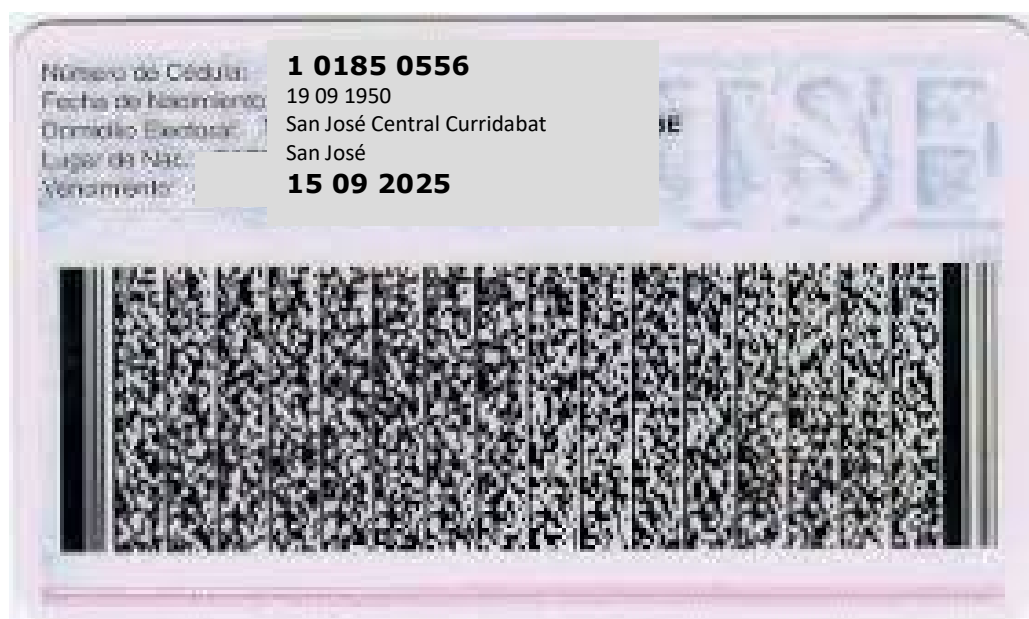 Número de Cédula: 1 0185 0556
Fecha de Nacimiento 19 09 1950
Domicilio Electoral: San José Central Curridabat
Lugar de Nac.: San José
Vencimiento: 15 09 2025
TSE